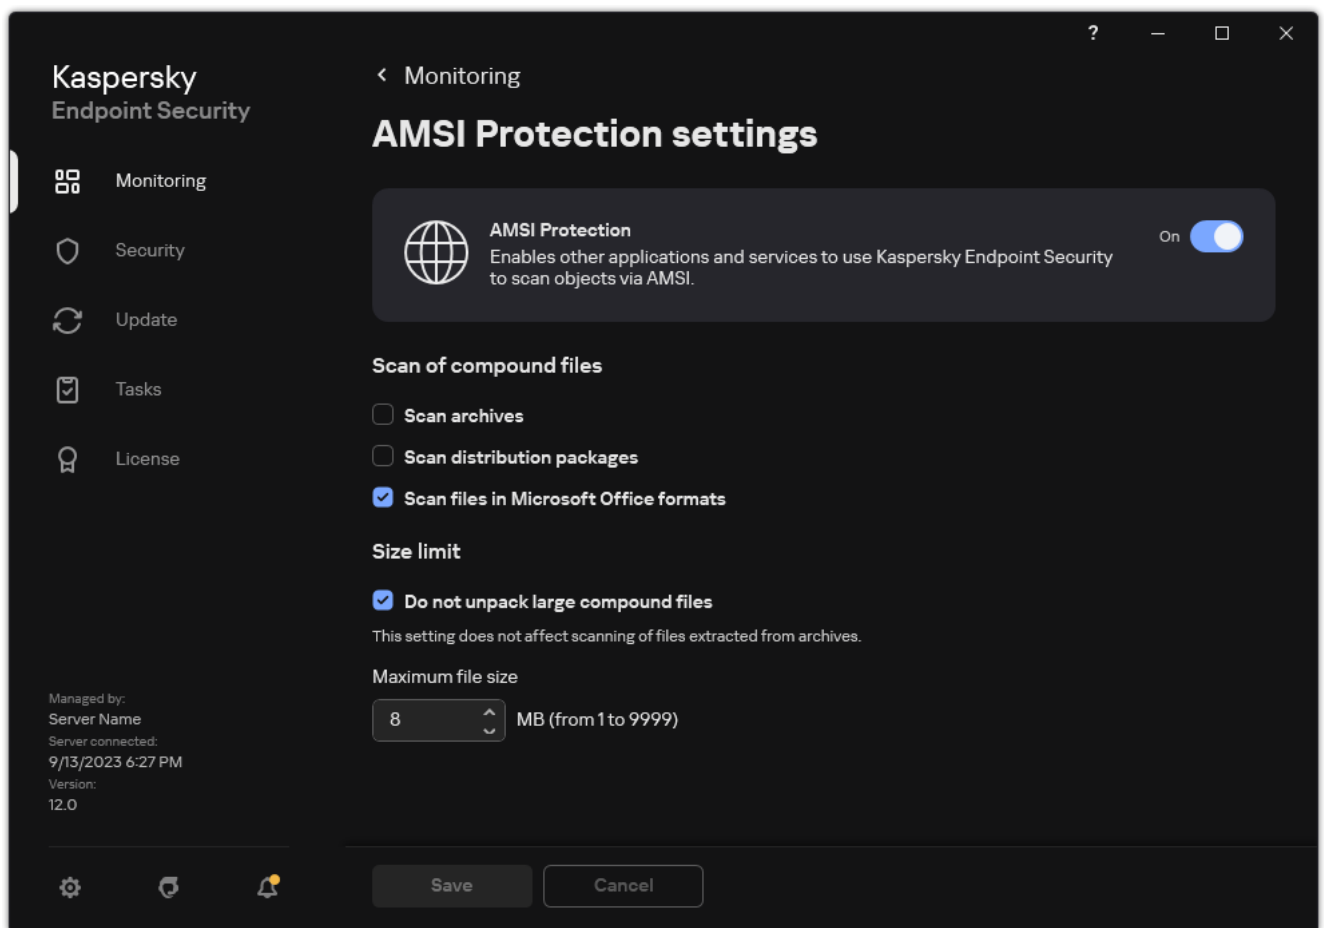 ?
Kaspersky
Endpoint Security
Monitoring
Security
Update
Tasks
License
Managed by:
Server Name
Server connected:
9/13/2023 6:27 PM
Version:
12.0
Monitoring
AMSI Protection settings
AMSI Protection
Enables other applications and services to use Kaspersky Endpoint Security
to scan objects via AMSI.
On
Scan of compound files
Scan archives
Scan distribution packages
Scan files in Microsoft Office formats
Size limit
Do not unpack large compound files
This setting does not affect scanning of files extracted from archives.
Maximum file size
8 MB (from 1 to 9999)
Save Cancel